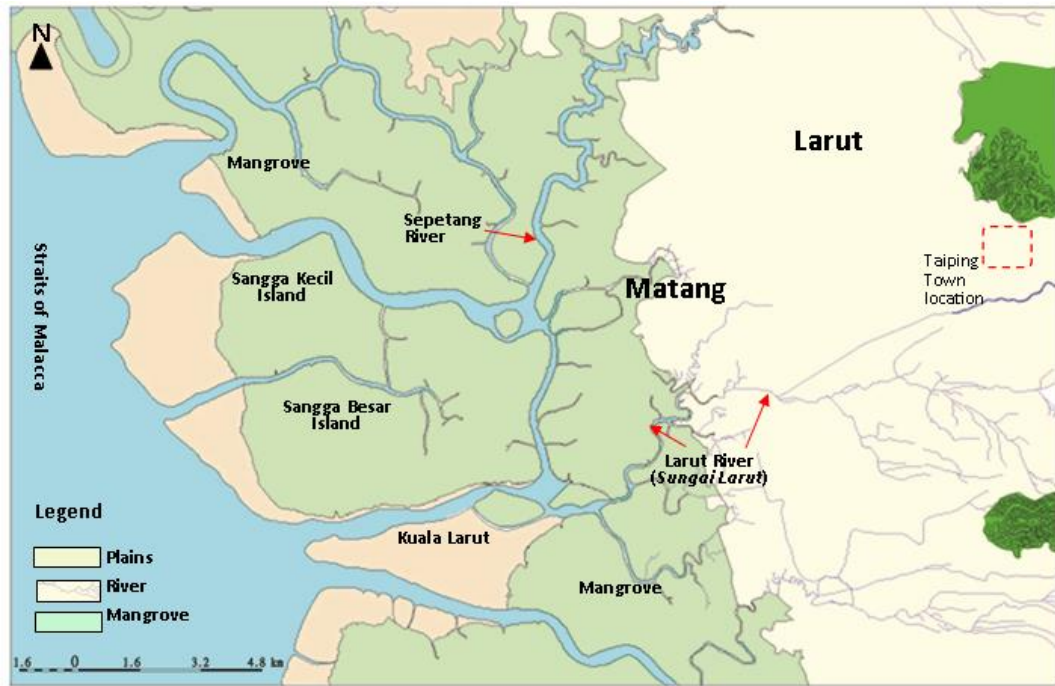 N
Larut
Mangrove
Sepetang
River
Taiping
Town
location
Straits of Malacca
Sangga Kecil
Island
Matang
Sangga Besar
Island
Larut River
(Sungai Larut)
Legend
Kuala Larut
Plains
River
Mangrove
Mangrove
1.6 0 1.6 3.2 4.8 km